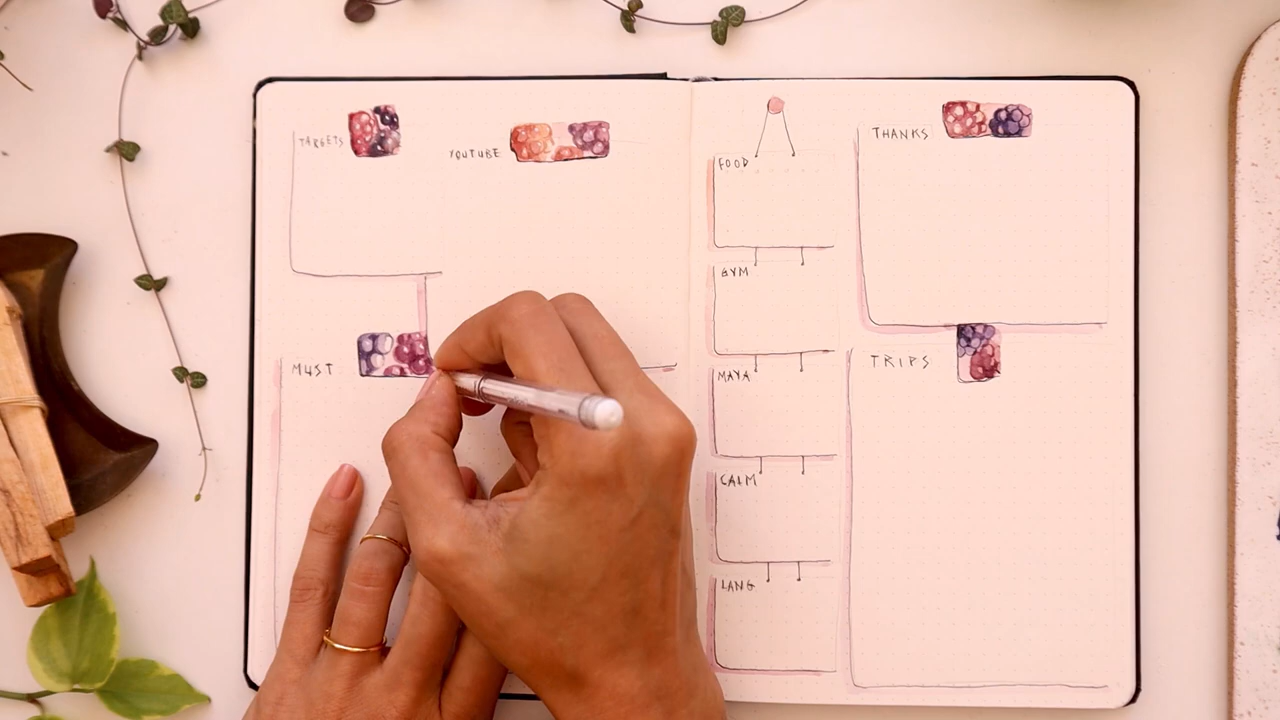 TARGETS
YOUTUBE
MUST
FOOD
GYM
MAYA
CALM
LANG
THANKS
TRIPS